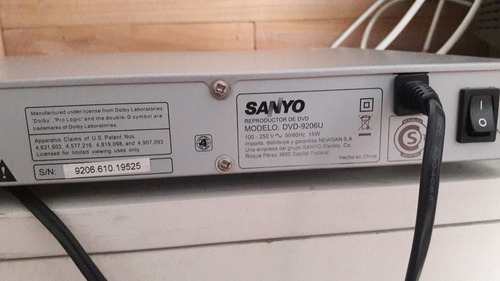 Manufactured under license from Dolby Laboratories
"Dolby", "Pro Logic" and the double-D symbol are
trademarks of Dolby Laboratories.
Apparatus Claims of U.S. Patent Nos.
4,631,603, 4,577,216, 4,819,098, and 4,907,093
Licensed for limited viewing uses only
S/N: 9206.610.19525
4
SANYO
REPRODUCTOR DE DVD
MODELO: DVD-9206U
100 - 250 V ~ 50/60Hz 15W
Importa, distribuye y garantiza NEWSAN S.A.
Una empresa del grupo SANYO Electric. Co.
Roque Pérez 3650 Capital Federal.
Hecho en China
S